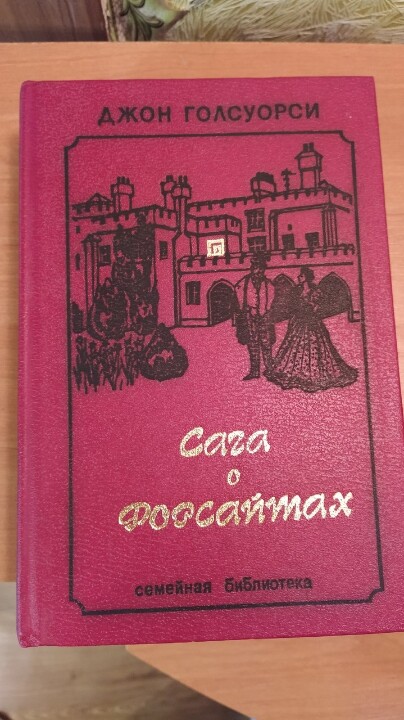 ДЖОН ГОЛСУОРСИ
Сага
о
Форсайтах
семейная библиотека